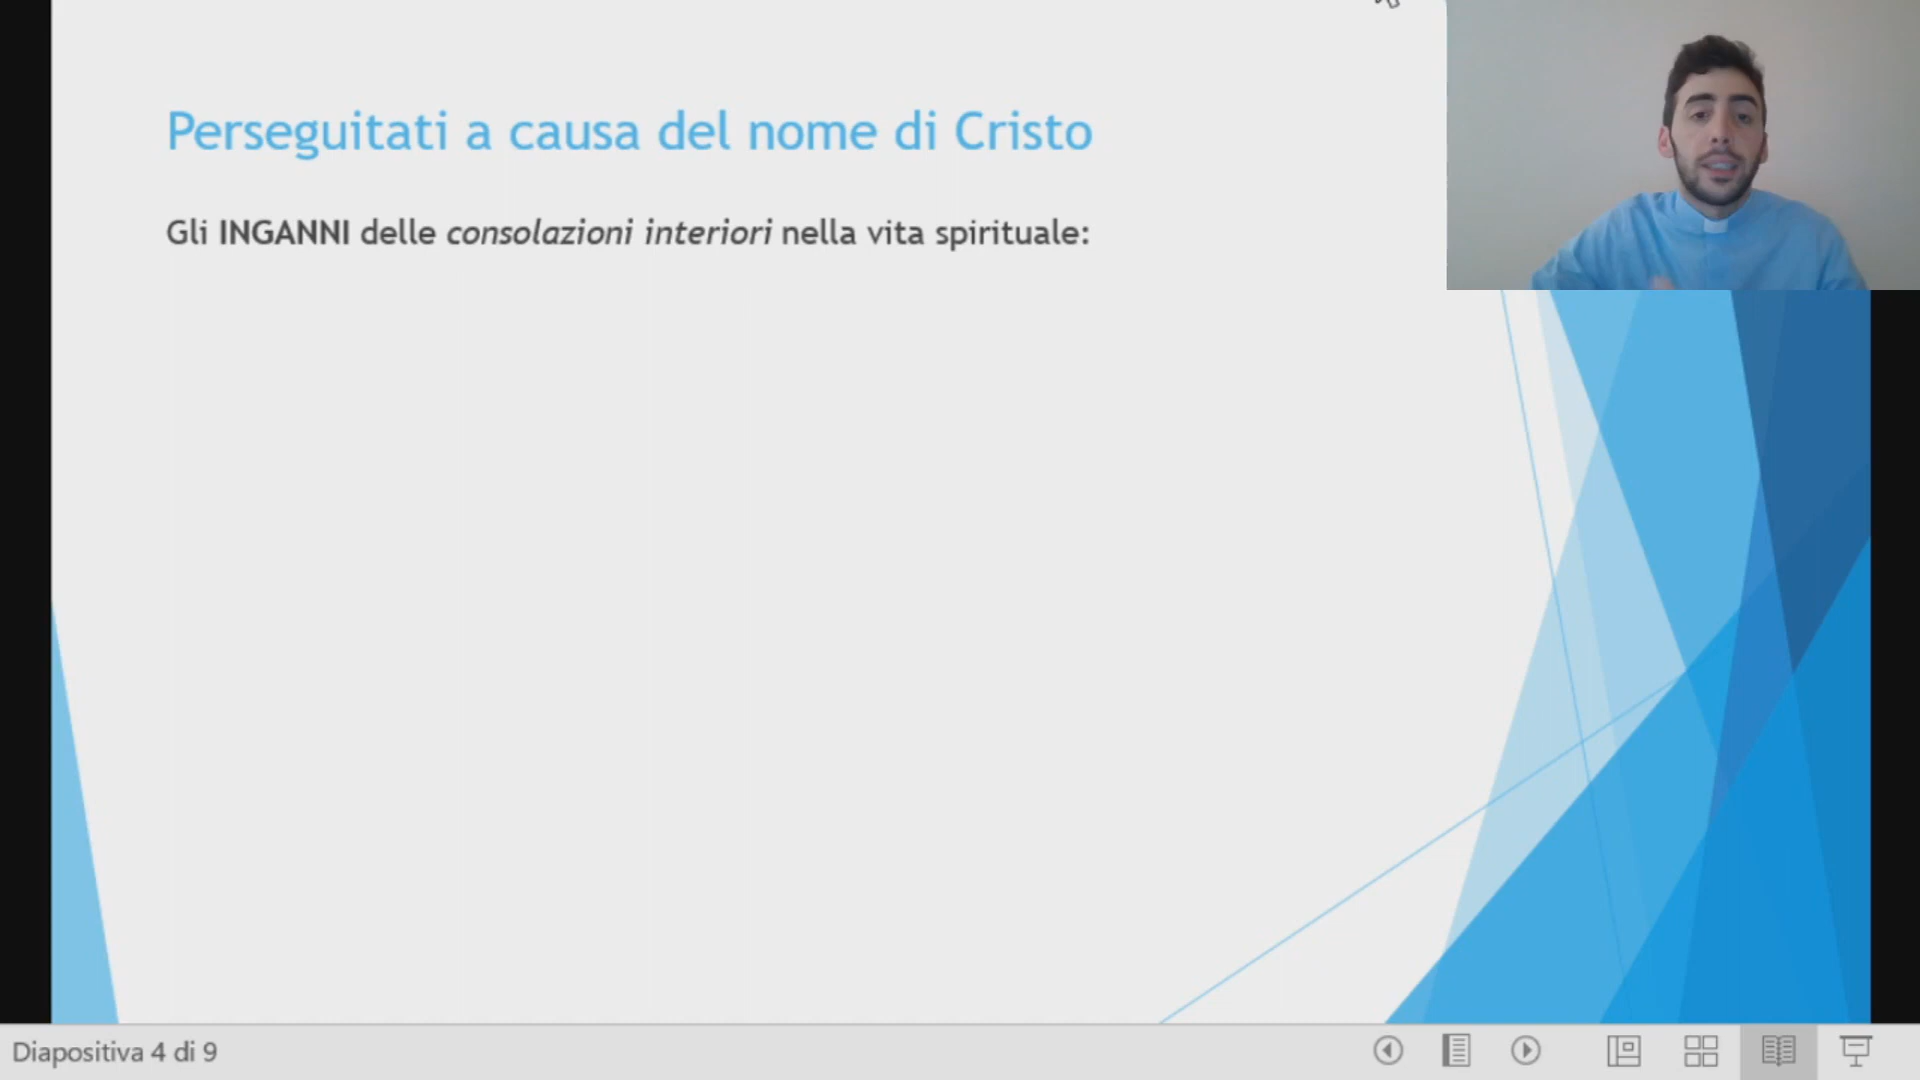 Perseguitati a causa del nome di Cristo
Gli INGANNI delle consolazioni interiori nella vita spirituale:
Diapositiva 4 di 9